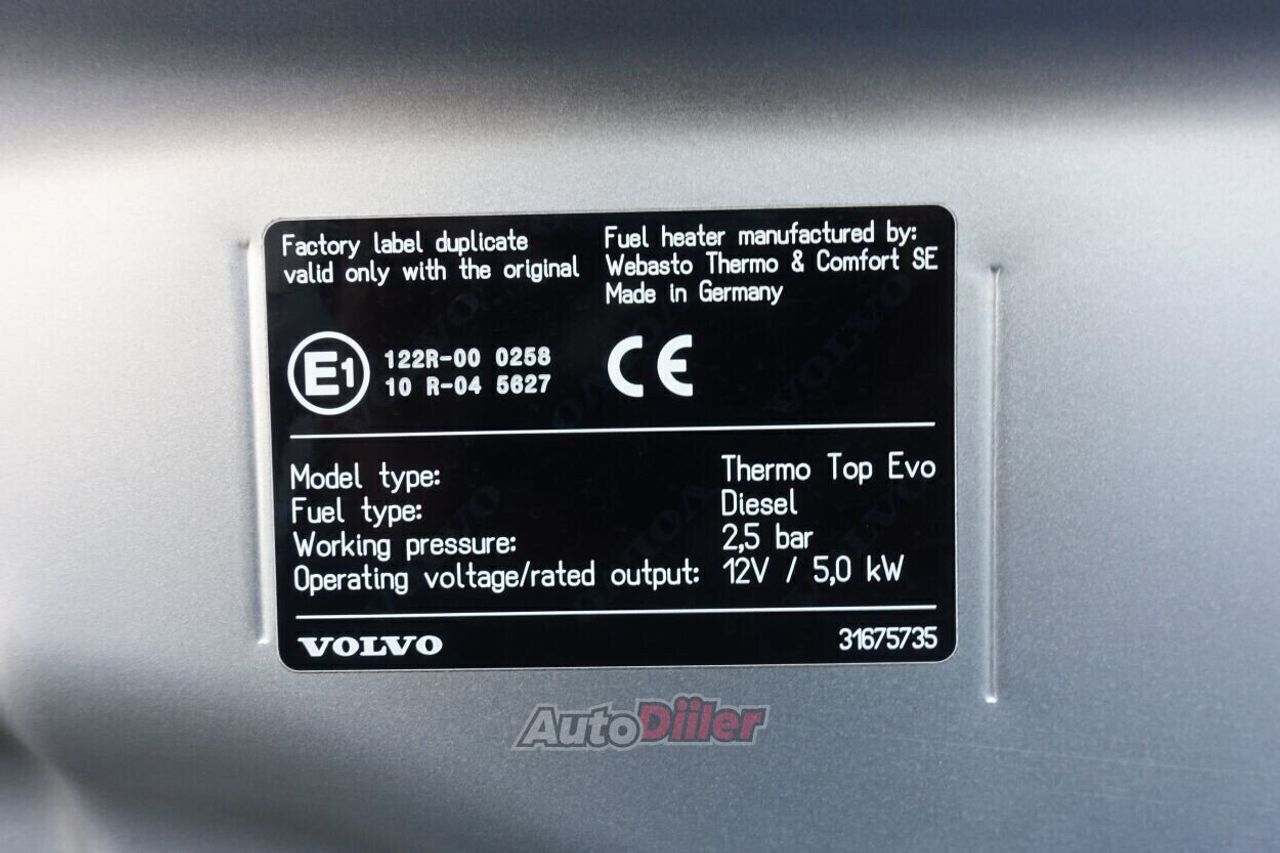 Factory label duplicate
valid only with the original
Fuel heater manufactured by:
Webasto Thermo & Comfort SE
Made in Germany
E1
122R-00 0258
10 R-04 5627
CE
Model type: Thermo Top Evo
Fuel type: Diesel
Working pressure: 2,5 bar
Operating voltage/rated output: 12V / 5,0 kW
VOLVO 31675735
AutoDiiler